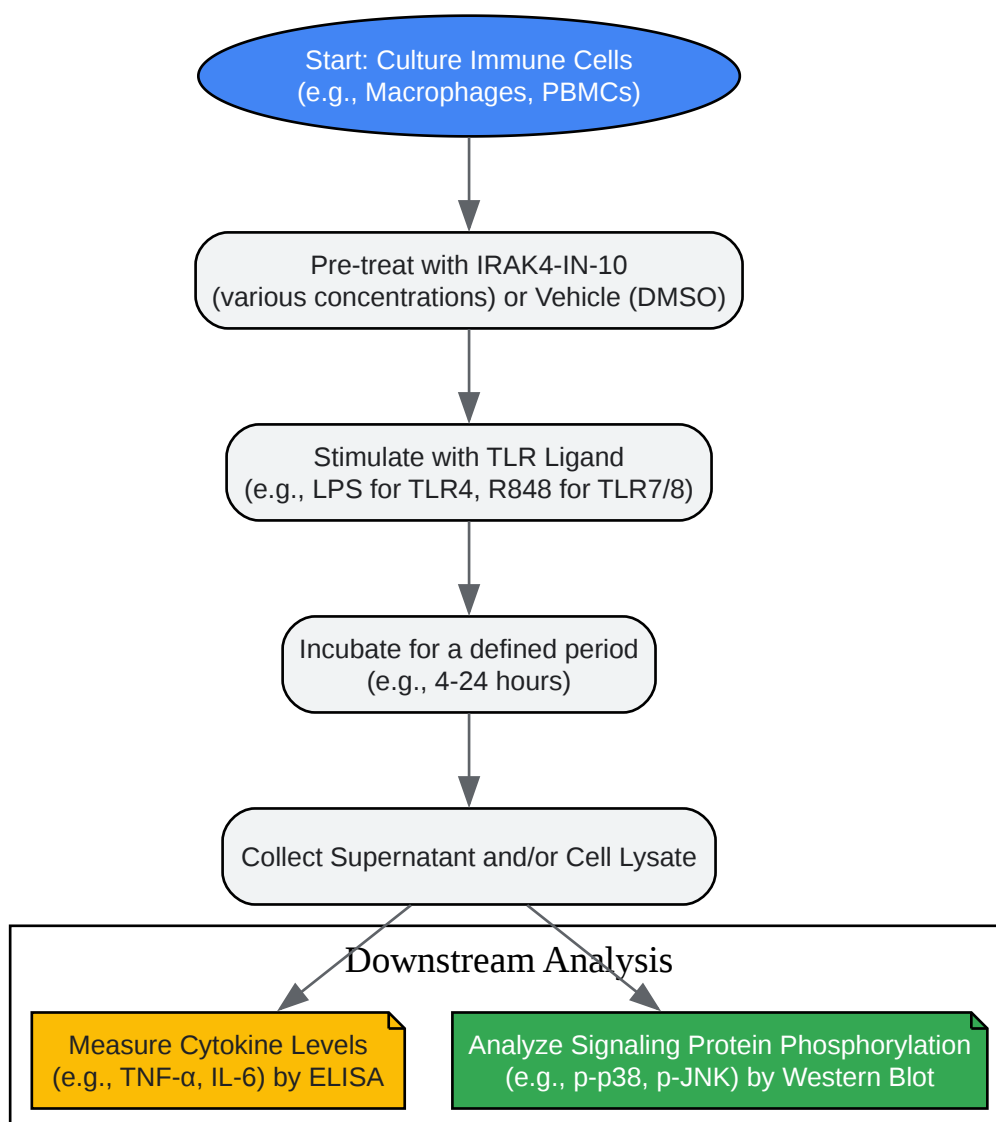 Start: Culture Immune Cells
(e.g., Macrophages, PBMCs)
Pre-treat with IRAK4-IN-10
(various concentrations) or Vehicle (DMSO)
Stimulate with TLR Ligand
(e.g., LPS for TLR4, R848 for TLR7/8)
Incubate for a defined period
(e.g., 4-24 hours)
Collect Supernatant and/or Cell Lysate
Downstream Analysis
Measure Cytokine Levels
(e.g., TNF-α, IL-6) by ELISA
Analyze Signaling Protein Phosphorylation
(e.g., p-p38, p-JNK) by Western Blot